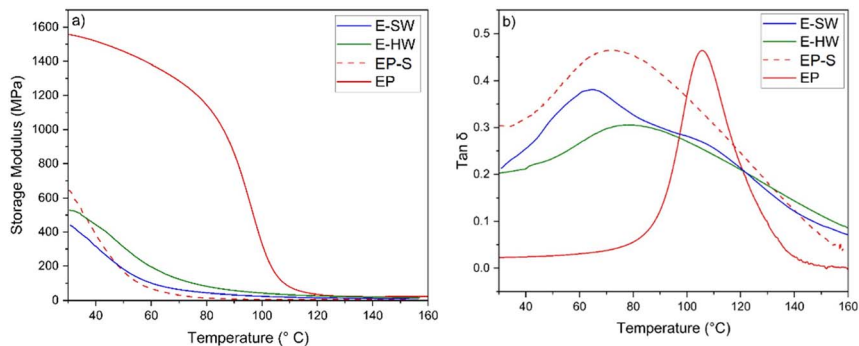 a)
E-SW
E-HW
EP-S
EP
1600
1400
1200
1000
800
600
400
200
0
40 60 80 100 120 140 160
Storage Modulus (MPa)
Temperature (° C)
b)
E-SW
E-HW
EP-S
EP
0.5
0.4
0.3
0.2
0.1
0.0
40 60 80 100 120 140 160
Tan δ
Temperature (°C)